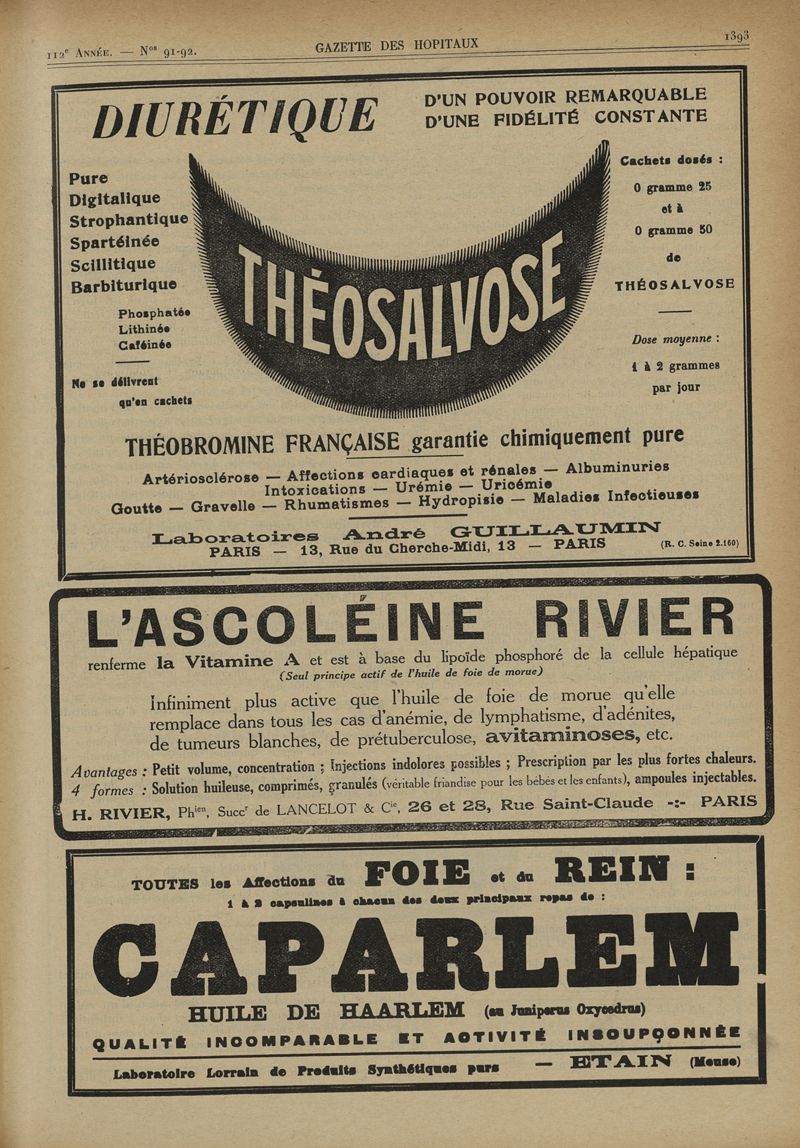 112e ANNÉE. — Nos 91-92.
GAZETTE DES HOPITAUX
1393
DIURÉTIQUE
D'UN POUVOIR REMARQUABLE
D'UNE FIDÉLITÉ CONSTANTE
Pure
Digitalique
Strophantique
Spartéinée
Scillitique
Barbiturique
Phosphatée
Lithinée
Caféinée
Ne se délivrent
qu'en cachets
THÉOSALVOSE
Cachets dosés :
0 gramme 25
et à
0 gramme 50
de
THÉOSALVOSE
Dose moyenne :
1 à 2 grammes
par jour
THÉOBROMINE FRANÇAISE garantie chimiquement pure
Artériosclérose — Affections cardiaques et rénales — Albuminuries
Intoxications — Urémie — Uricémie
Goutte — Gravelle — Rhumatismes — Hydropisie — Maladies Infectieuses
Laboratoires André GUILLAUMIN
PARIS — 13, Rue du Cherche-Midi, 13 — PARIS (R. C. Seine 2.160)
L'ASCOLÉINE RIVIER
renferme la Vitamine A et est à base du lipoïde phosphoré de la cellule hépatique
(Seul principe actif de l'huile de foie de morue)
Infiniment plus active que l'huile de foie de morue qu'elle
remplace dans tous les cas d'anémie, de lymphatisme, d'adénites,
de tumeurs blanches, de prétuberculose, avitaminoses, etc.
Avantages : Petit volume, concentration ; Injections indolores possibles ; Prescription par les plus fortes chaleurs.
4 formes : Solution huileuse, comprimés, granulés (véritable friandise pour les bébés et les enfants), ampoules injectables.
H. RIVIER, Phien, Succr de LANCELOT & Cie, 26 et 28, Rue Saint-Claude -:- PARIS
TOUTES les Affections du FOIE et du REIN :
1 à 2 capsulines à chacun des deux principaux repas de :
CAPARLEM
HUILE DE HAARLEM (au Juniperus Oxycedrus)
QUALITÉ INCOMPARABLE ET ACTIVITÉ INSOUPÇONNÉE
Laboratoire Lorrain de Produits Synthétiques purs — ETAIN (Meuse)